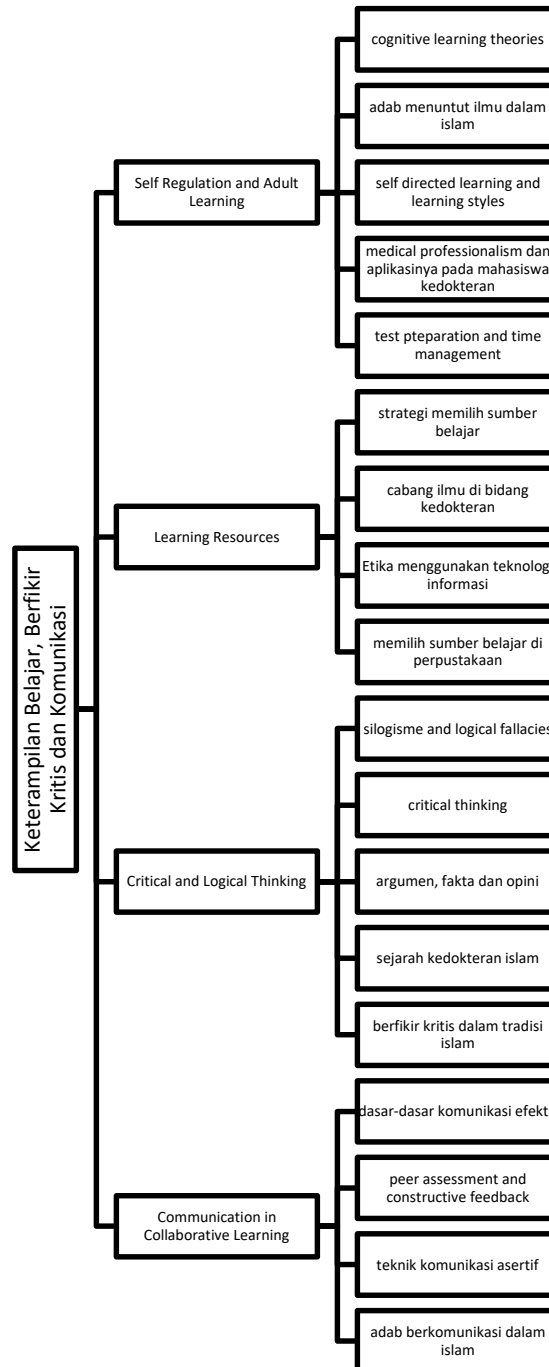 Keterampilan Belajar, Berfikir
Kritis dan Komunikasi
Self Regulation and Adult
Learning
cognitive learning theories
adab menuntut ilmu dalam
islam
self directed learning and
learning styles
medical professionalism dan
aplikasinya pada mahasiswa
kedokteran
test pteparation and time
management
Learning Resources
strategi memilih sumber
belajar
cabang ilmu di bidang
kedokteran
Etika menggunakan teknolog
informasi
memilih sumber belajar di
perpustakaan
Critical and Logical Thinking
silogisme and logical fallacies
critical thinking
argumen, fakta dan opini
sejarah kedokteran islam
berfikir kritis dalam tradisi
islam
Communication in
Collaborative Learning
dasar-dasar komunikasi efekt
peer assessment and
constructive feedback
teknik komunikasi asertif
adab berkomunikasi dalam
islam